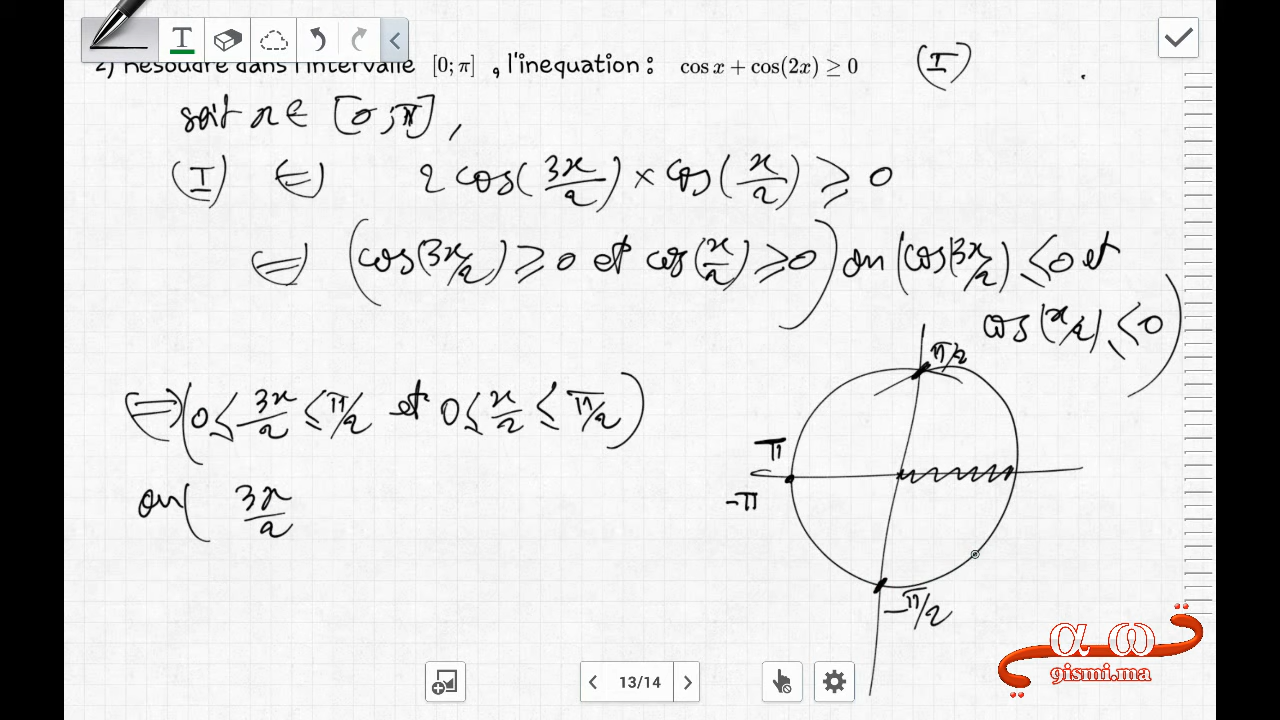 2) Résoudre dans l'intervalle [0; π] , l'inequation : cos x + cos(2x) ≥ 0 (I)
soit x ∈ [0 ; π] ,
(I) ⇔ 2 cos(3x/2) × cos(x/2) ≥ 0
⇔ (cos(3x/2) ≥ 0 et cos(x/2) ≥ 0) ou (cos(3x/2) ≤ 0 et
cos(x/2) ≤ 0)
π/2
⇔ (0 ≤ 3x/2 ≤ π/2 et 0 ≤ x/2 ≤ π/2)
π
-π
ou ( 3x/2
-π/2
α ω
gismi.ma
13/14
T